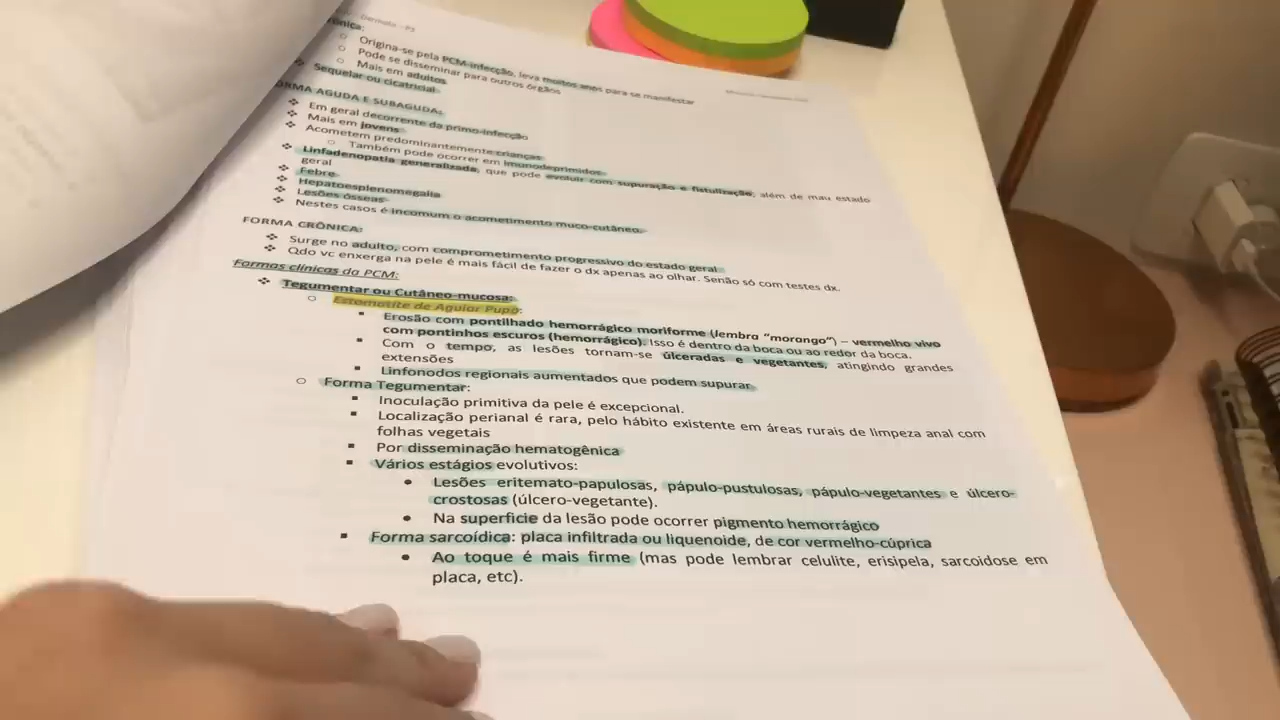 Dermato – P3
rônica:
o Origina-se pela PCM-infecção, leva muitos anos para se manifestar
o Pode se disseminar para outros órgãos
o Mais em adultos
❖ Sequelar ou cicatricial
ORMA AGUDA E SUBAGUDA:
❖ Em geral decorrente da primo-infecção
❖ Mais em jovens
❖ Acometem predominantemente crianças
o Também pode ocorrer em imunodeprimidos
❖ Linfadenopatia generalizada, que pode evoluir com supuração e fistulização, além de mau estado
geral
❖ Febre
❖ Hepatoesplenomegalia
❖ Lesões ósseas
❖ Nestes casos é incomum o acometimento muco-cutâneo.
FORMA CRÔNICA:
❖ Surge no adulto, com comprometimento progressivo do estado geral
❖ Qdo vc enxerga na pele é mais fácil de fazer o dx apenas ao olhar. Senão só com testes dx.
Formas clínicas da PCM:
❖ Tegumentar ou Cutâneo-mucosa:
o Estomatite de Aguiar Pupo:
▪ Erosão com pontilhado hemorrágico moriforme (lembra “morango”) – vermelho vivo
com pontinhos escuros (hemorrágico). Isso é dentro da boca ou ao redor da boca.
▪ Com o tempo, as lesões tornam-se úlceradas e vegetantes, atingindo grandes
extensões
▪ Linfonodos regionais aumentados que podem supurar
o Forma Tegumentar:
▪ Inoculação primitiva da pele é excepcional.
▪ Localização perianal é rara, pelo hábito existente em áreas rurais de limpeza anal com
folhas vegetais
▪ Por disseminação hematogênica
▪ Vários estágios evolutivos:
• Lesões eritemato-papulosas, pápulo-pustulosas, pápulo-vegetantes e úlcero-
crostosas (úlcero-vegetante).
• Na superficie da lesão pode ocorrer pigmento hemorrágico
▪ Forma sarcoídica: placa infiltrada ou liquenoide, de cor vermelho-cúprica
• Ao toque é mais firme (mas pode lembrar celulite, erisipela, sarcoidose em
placa, etc).